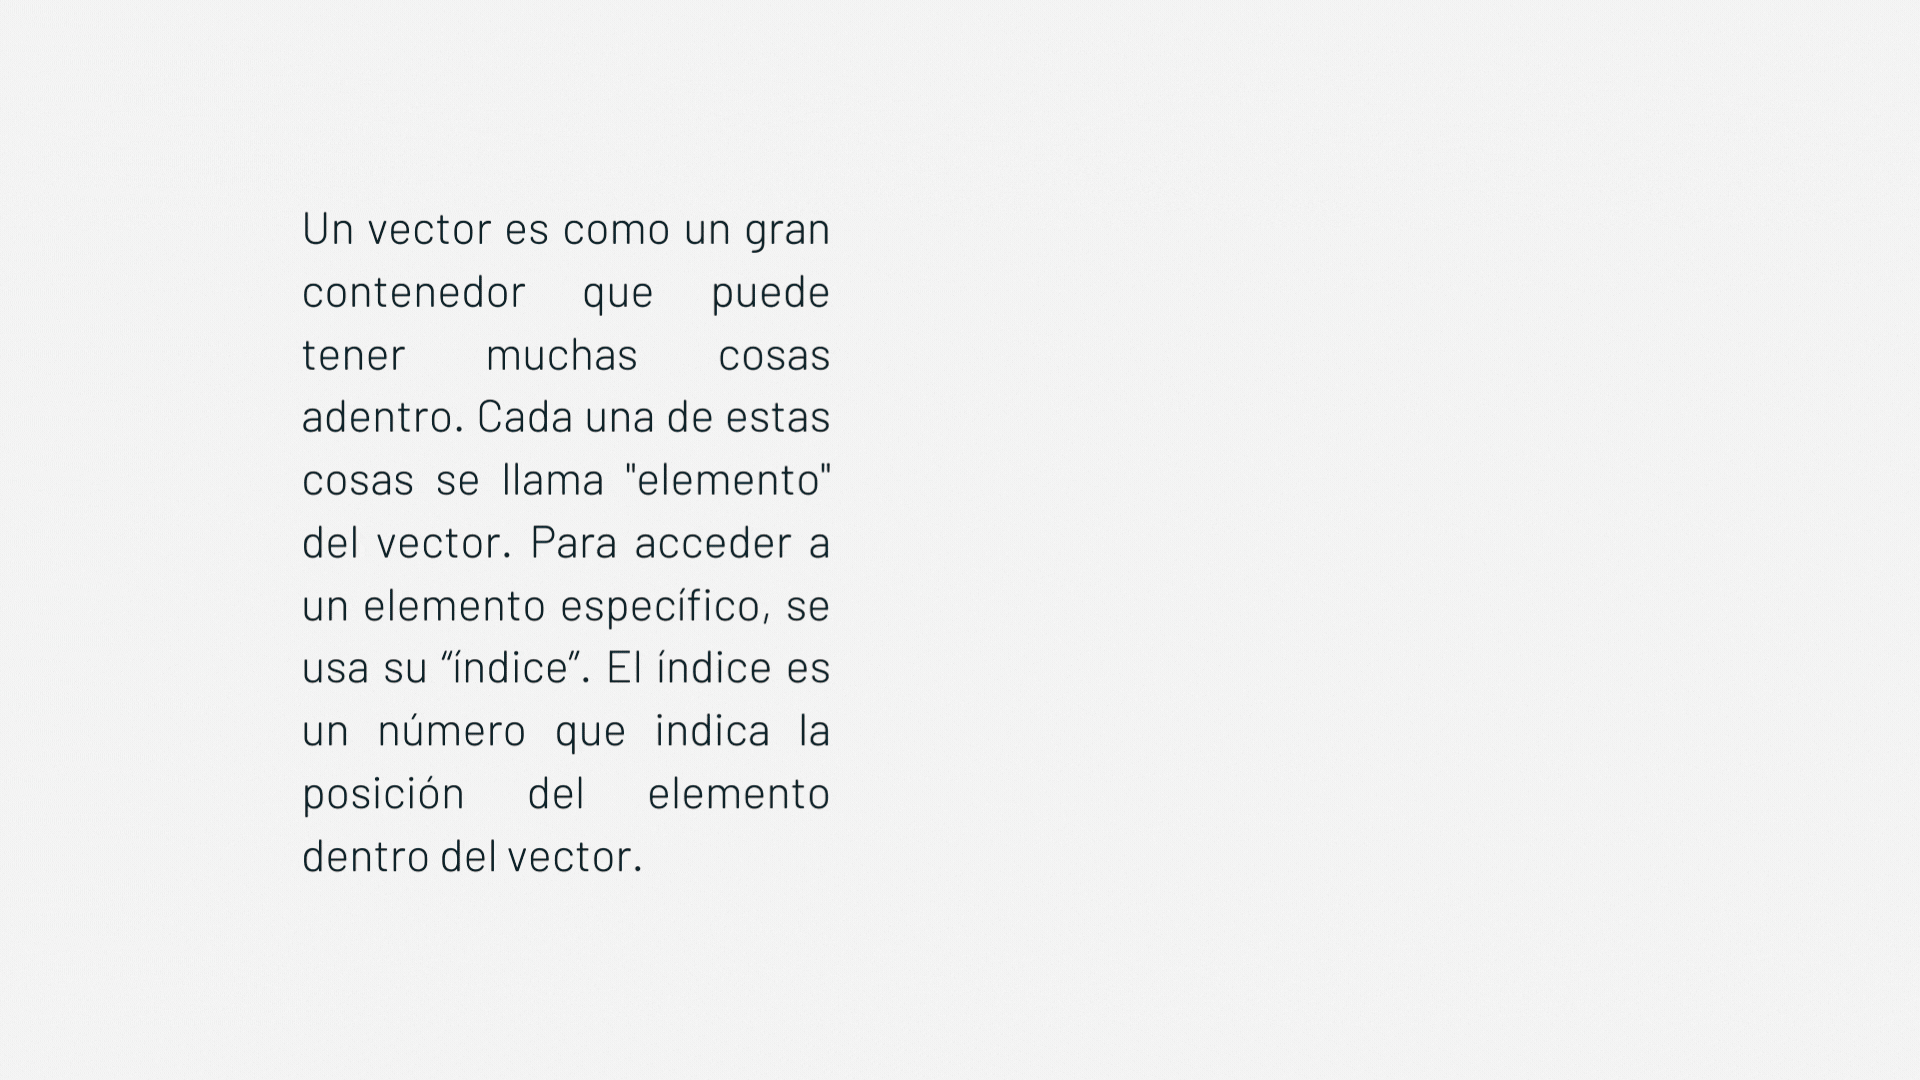 Un vector es como un gran
contenedor que puede
tener muchas cosas
adentro. Cada una de estas
cosas se llama "elemento"
del vector. Para acceder a
un elemento específico, se
usa su “índice”. El índice es
un número que indica la
posición del elemento
dentro del vector.